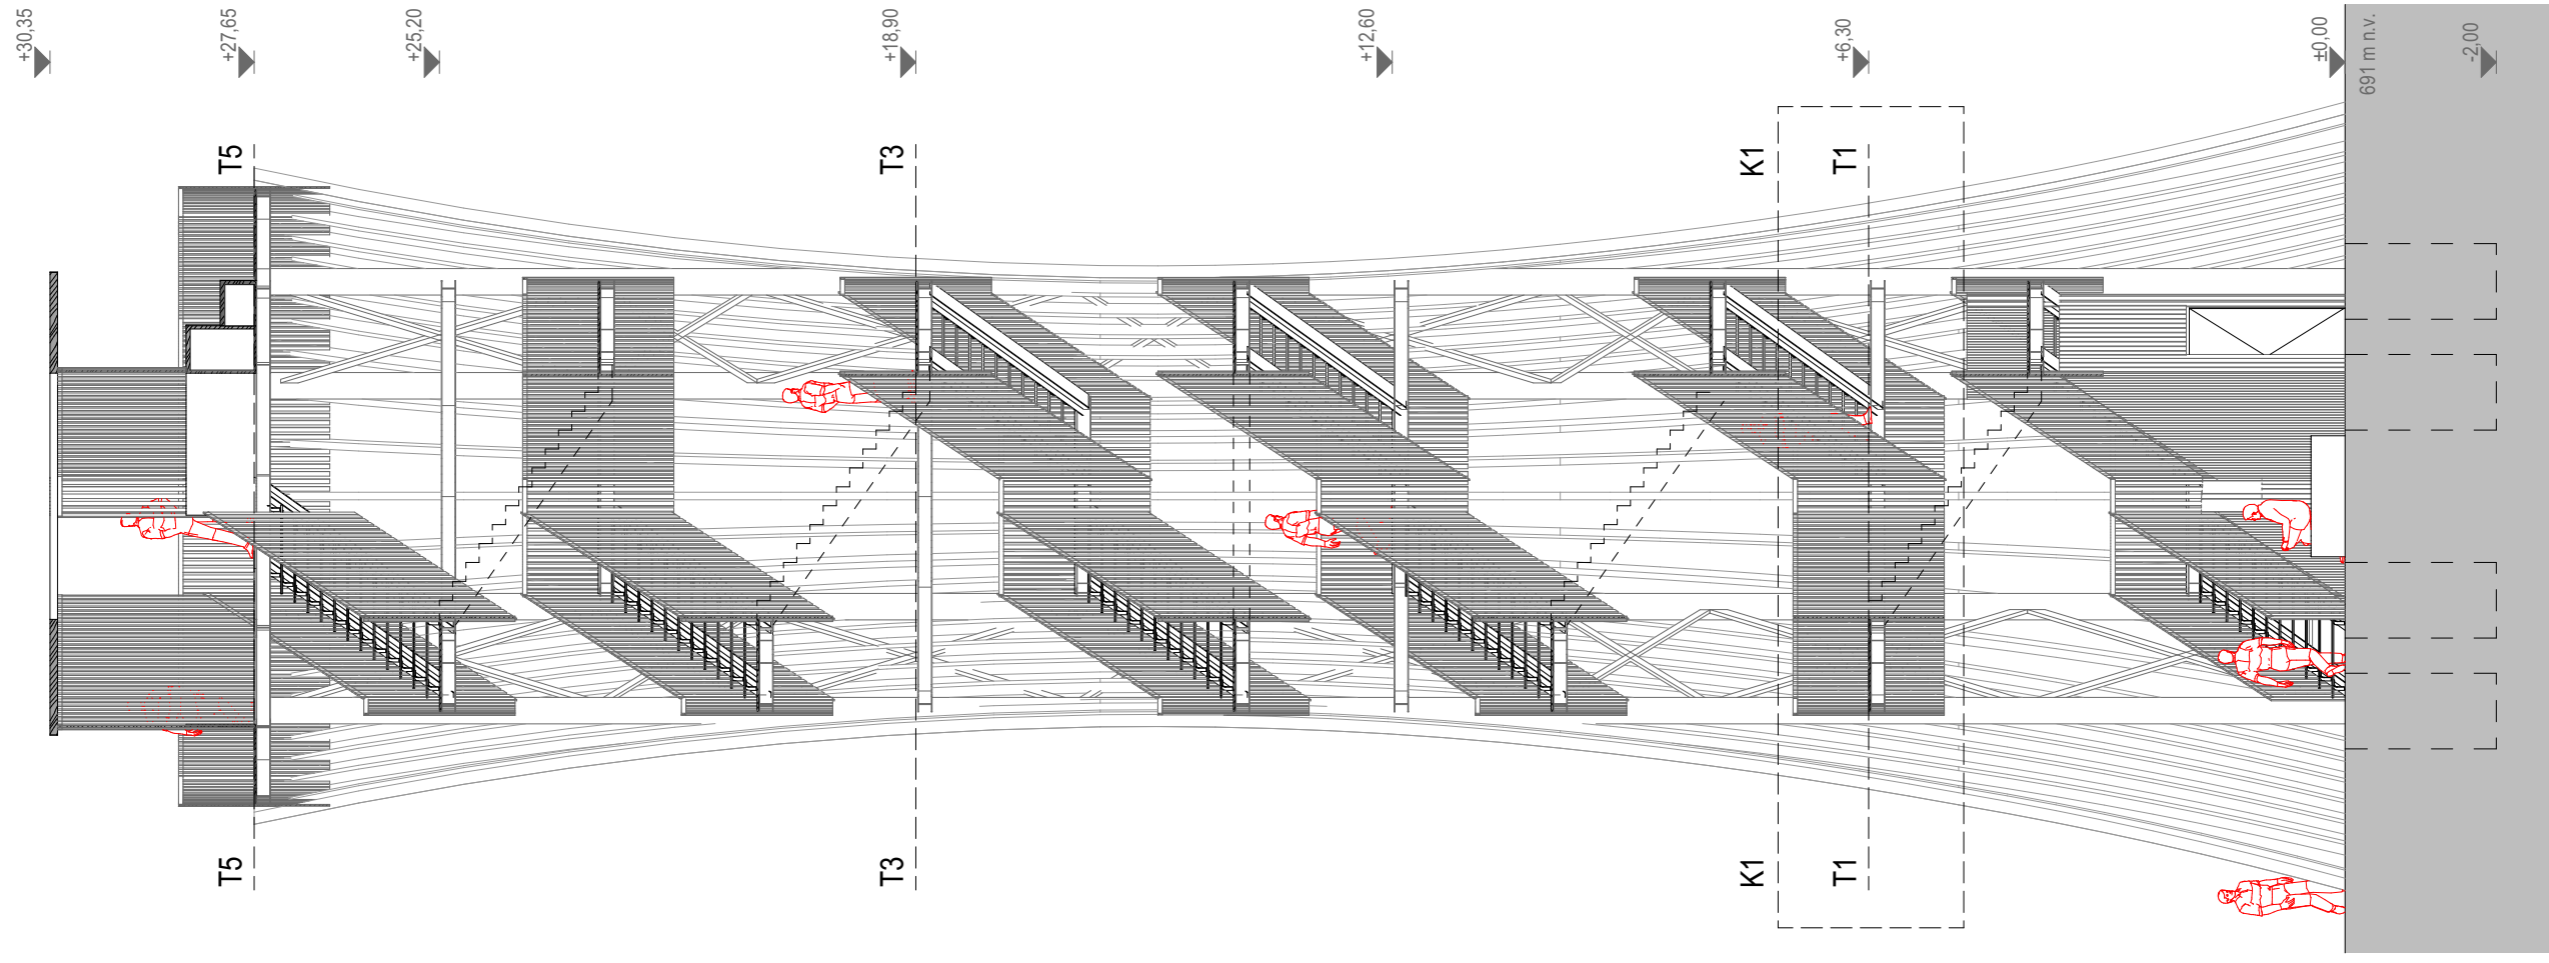 +30,35
+27,65
+25,20
+18,90
+12,60
+6,30
±0,00
691 m n.v.
-2,00
T5
T3
K1
T1
T5
T3
K1
T1